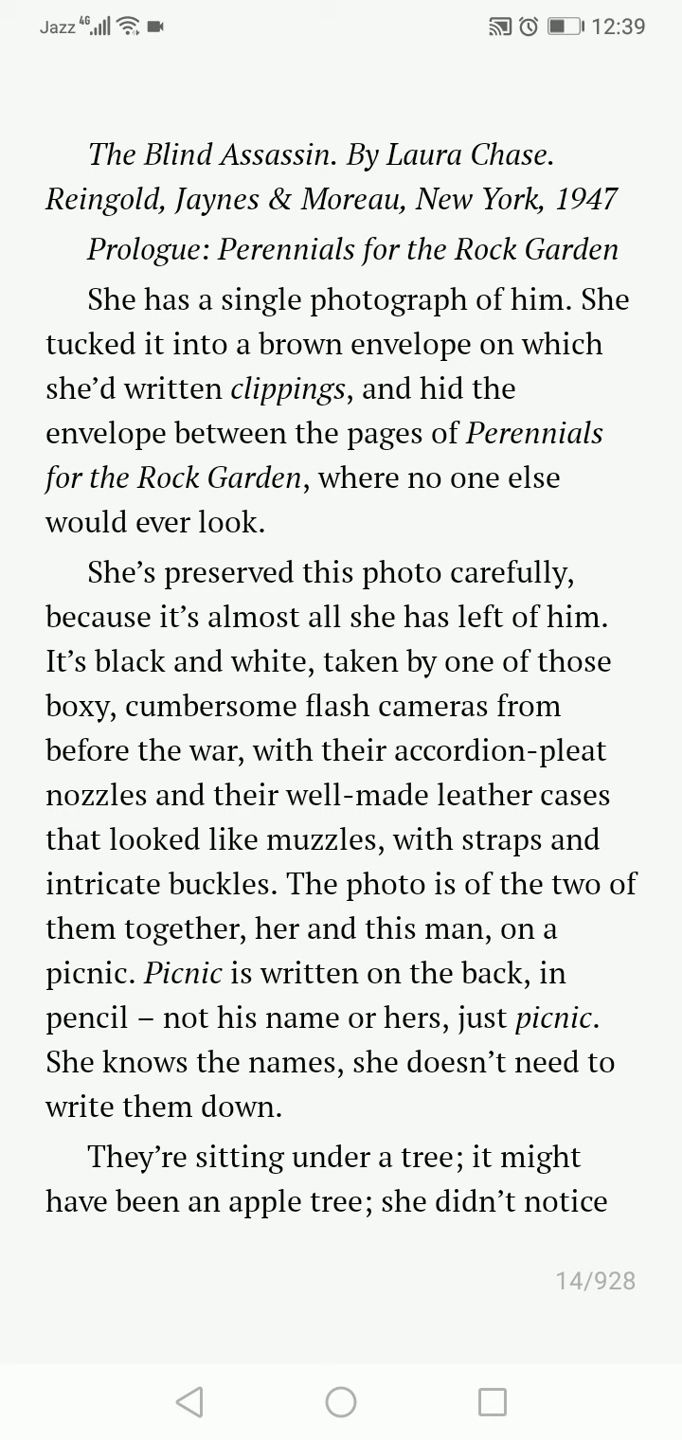 Jazz 4G 12:39
The Blind Assassin. By Laura Chase.
Reingold, Jaynes & Moreau, New York, 1947
Prologue: Perennials for the Rock Garden
She has a single photograph of him. She
tucked it into a brown envelope on which
she’d written clippings, and hid the
envelope between the pages of Perennials
for the Rock Garden, where no one else
would ever look.
She’s preserved this photo carefully,
because it’s almost all she has left of him.
It’s black and white, taken by one of those
boxy, cumbersome flash cameras from
before the war, with their accordion-pleat
nozzles and their well-made leather cases
that looked like muzzles, with straps and
intricate buckles. The photo is of the two of
them together, her and this man, on a
picnic. Picnic is written on the back, in
pencil – not his name or hers, just picnic.
She knows the names, she doesn’t need to
write them down.
They’re sitting under a tree; it might
have been an apple tree; she didn’t notice
14/928